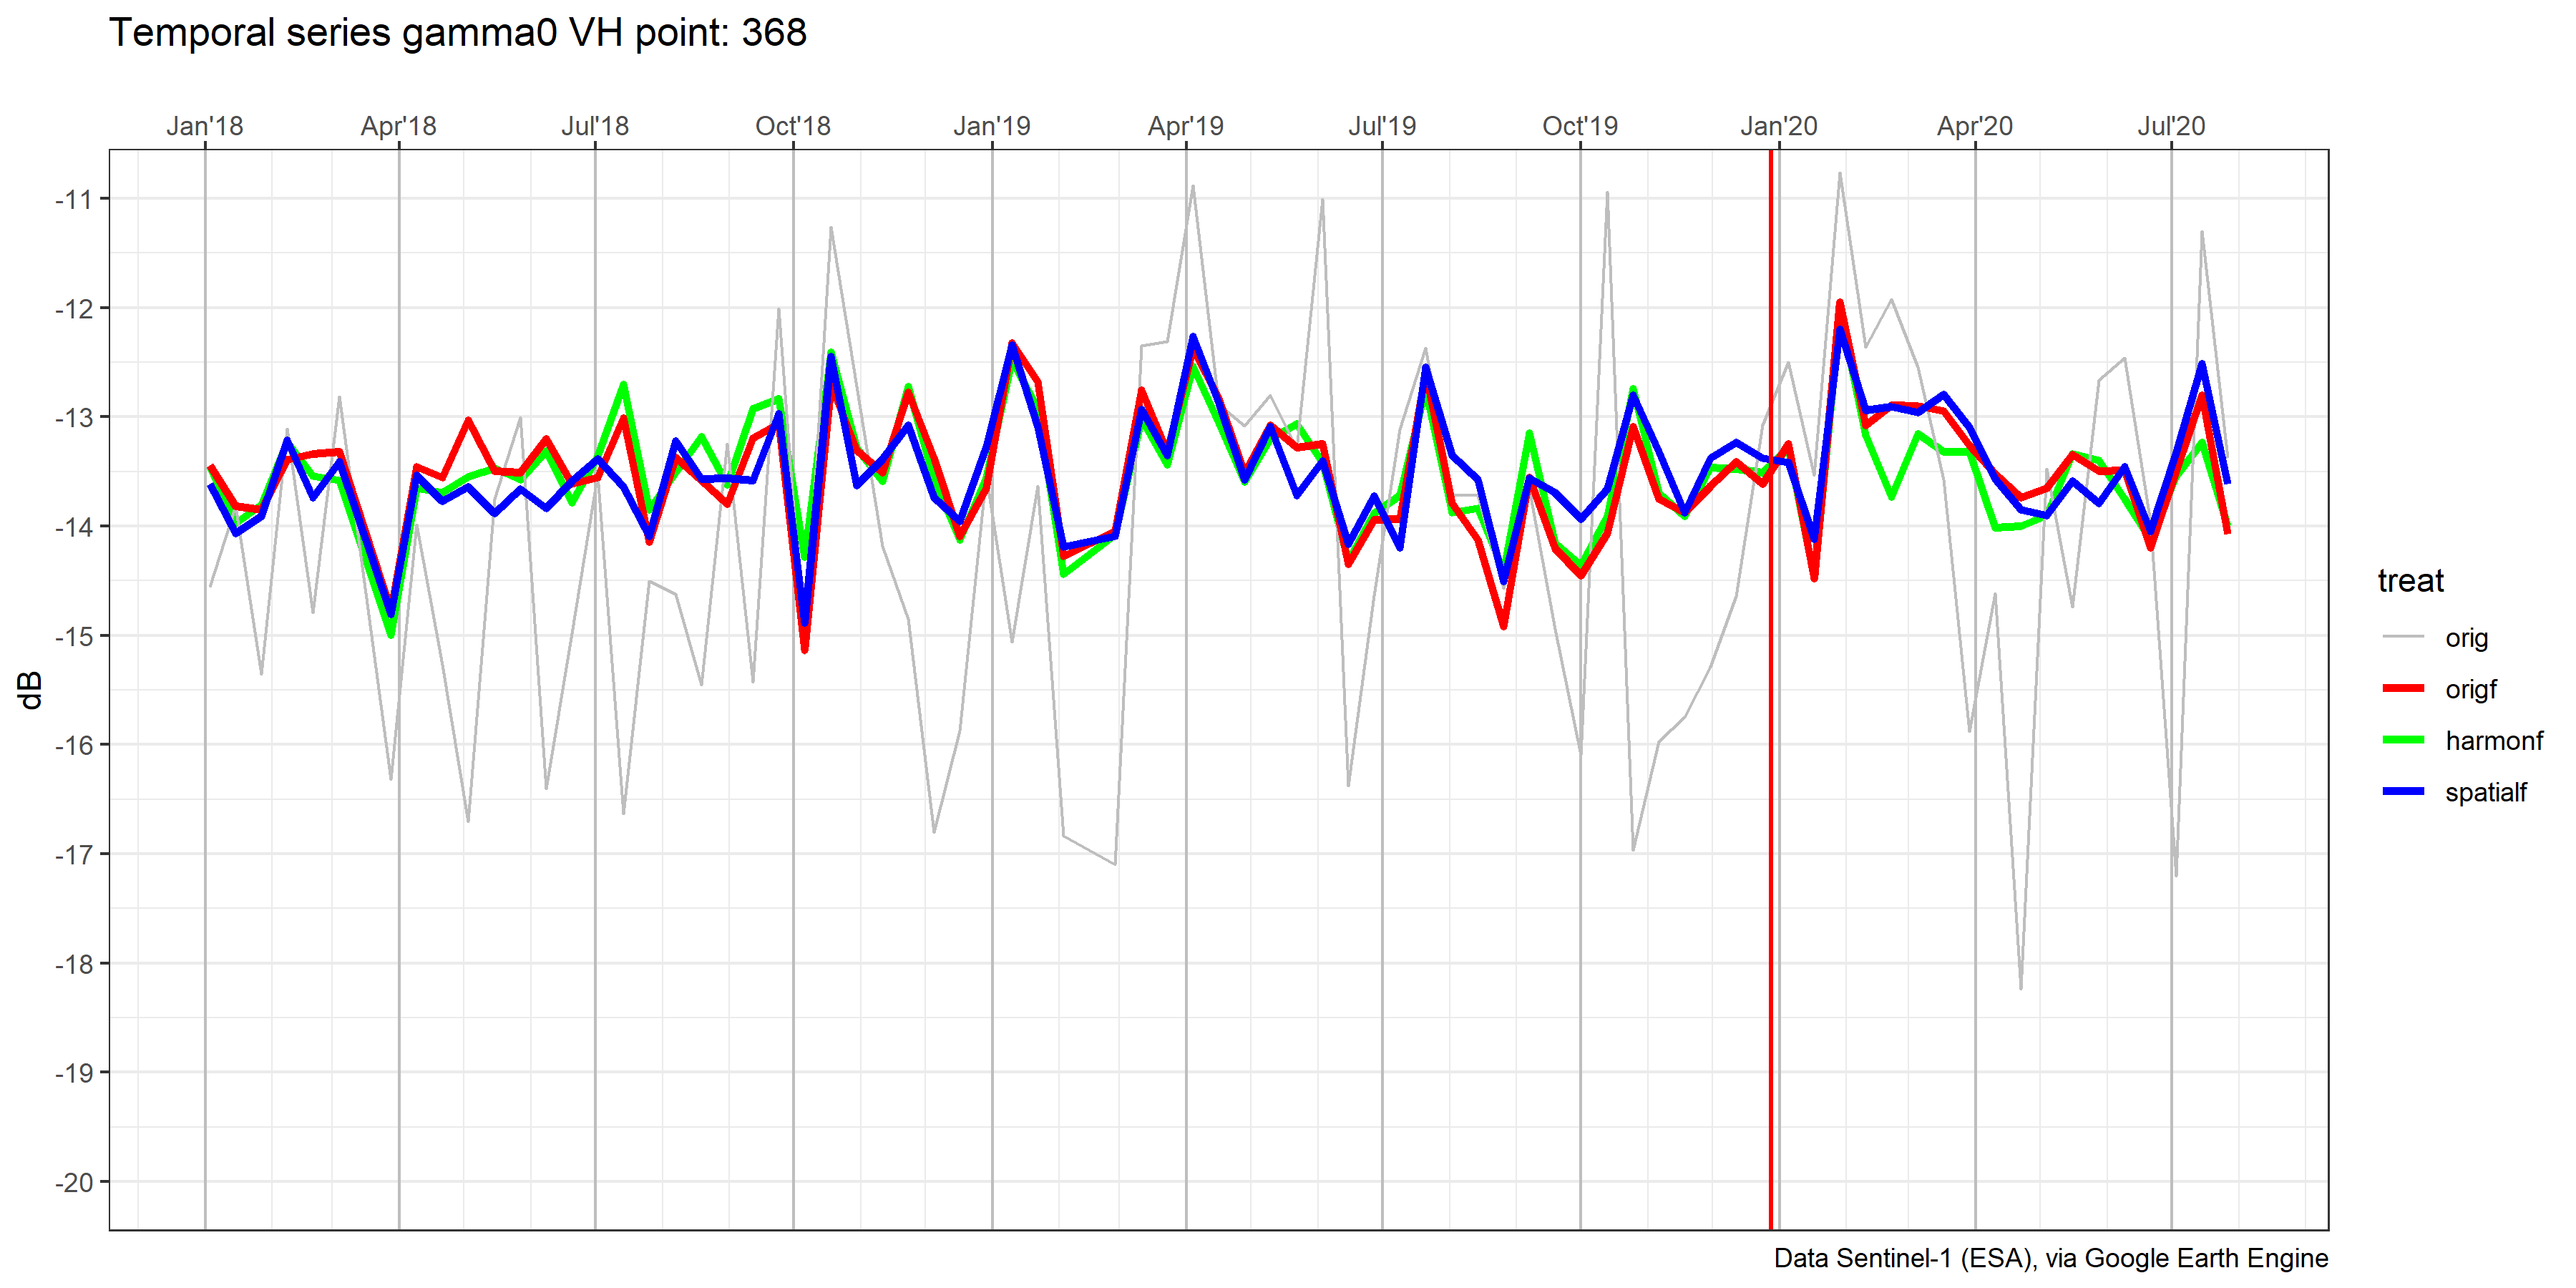 Temporal series gamma0 VH point: 368
Jan'18 Apr'18 Jul'18 Oct'18 Jan'19 Apr'19 Jul'19 Oct'19 Jan'20 Apr'20 Jul'20
-11
-12
-13
-14
-15
-16
-17
-18
-19
-20
dB
treat
orig
origf
harmonf
spatialf
Data Sentinel-1 (ESA), via Google Earth Engine